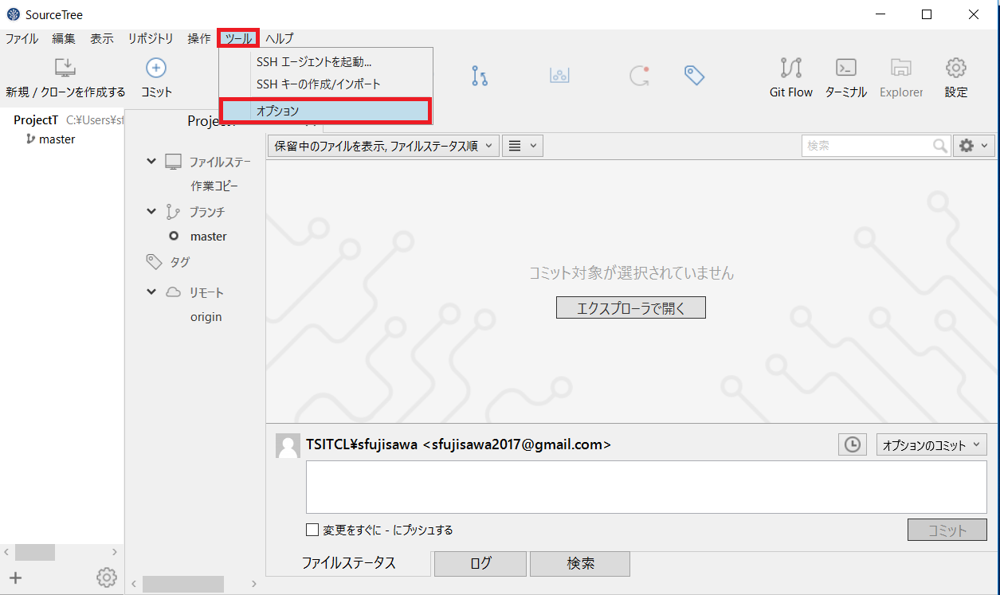 SourceTree
ファイル 編集 表示 リポジトリ 操作 ツール ヘルプ
SSH エージェントを起動...
SSH キーの作成/インポート
オプション
新規 / クローンを作成する コミット
Git Flow ターミナル Explorer 設定
ProjectT C:¥Users¥sf
master
ProjectT
保留中のファイルを表示, ファイルステータス順
検索
ファイルステー
作業コピー
ブランチ
master
タグ
リモート
origin
コミット対象が選択されていません
エクスプローラで開く
TSITCL¥sfujisawa <sfujisawa2017@gmail.com>
オプションのコミット
変更をすぐに - にプッシュする
コミット
ファイルステータス ログ 検索